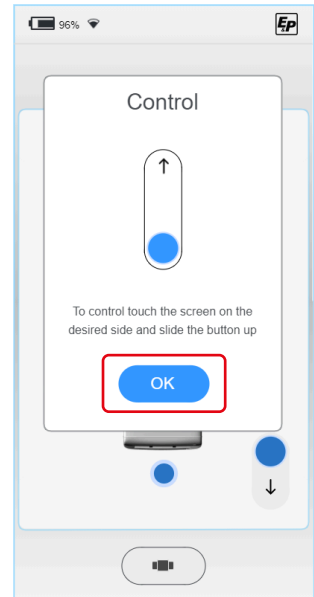 96%
EP
Control
To control touch the screen on the
desired side and slide the button up
OK